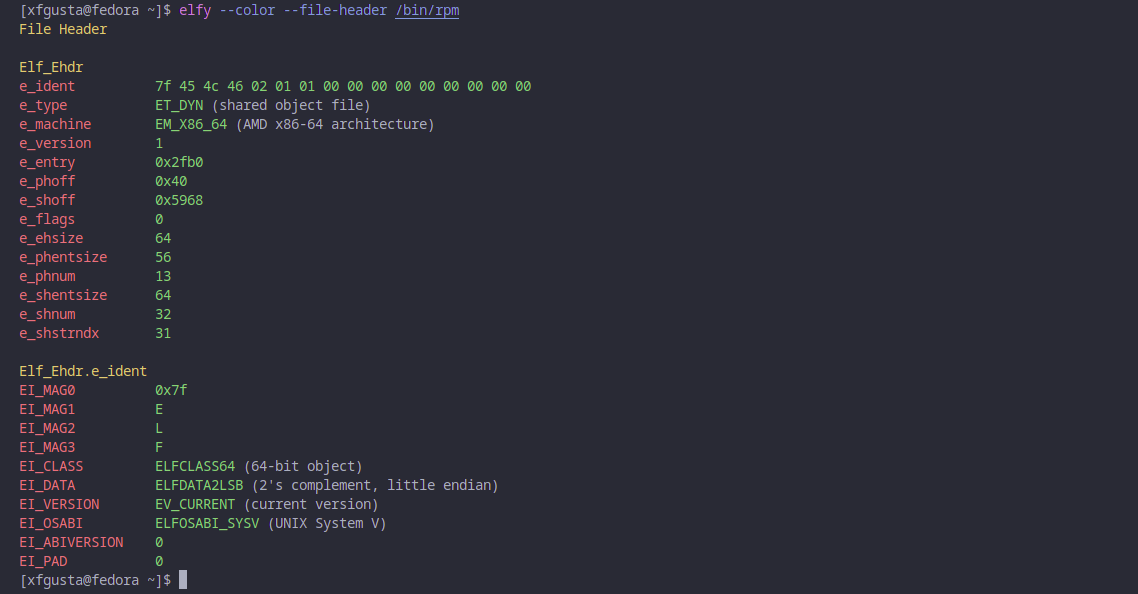 [xfgusta@fedora ~]$ elfy --color --file-header /bin/rpm
File Header
Elf_Ehdr
e_ident 7f 45 4c 46 02 01 01 00 00 00 00 00 00 00 00 00
e_type ET_DYN (shared object file)
e_machine EM_X86_64 (AMD x86-64 architecture)
e_version 1
e_entry 0x2fb0
e_phoff 0x40
e_shoff 0x5968
e_flags 0
e_ehsize 64
e_phentsize 56
e_phnum 13
e_shentsize 64
e_shnum 32
e_shstrndx 31
Elf_Ehdr.e_ident
EI_MAG0 0x7f
EI_MAG1 E
EI_MAG2 L
EI_MAG3 F
EI_CLASS ELFCLASS64 (64-bit object)
EI_DATA ELFDATA2LSB (2's complement, little endian)
EI_VERSION EV_CURRENT (current version)
EI_OSABI ELFOSABI_SYSV (UNIX System V)
EI_ABIVERSION 0
EI_PAD 0
[xfgusta@fedora ~]$